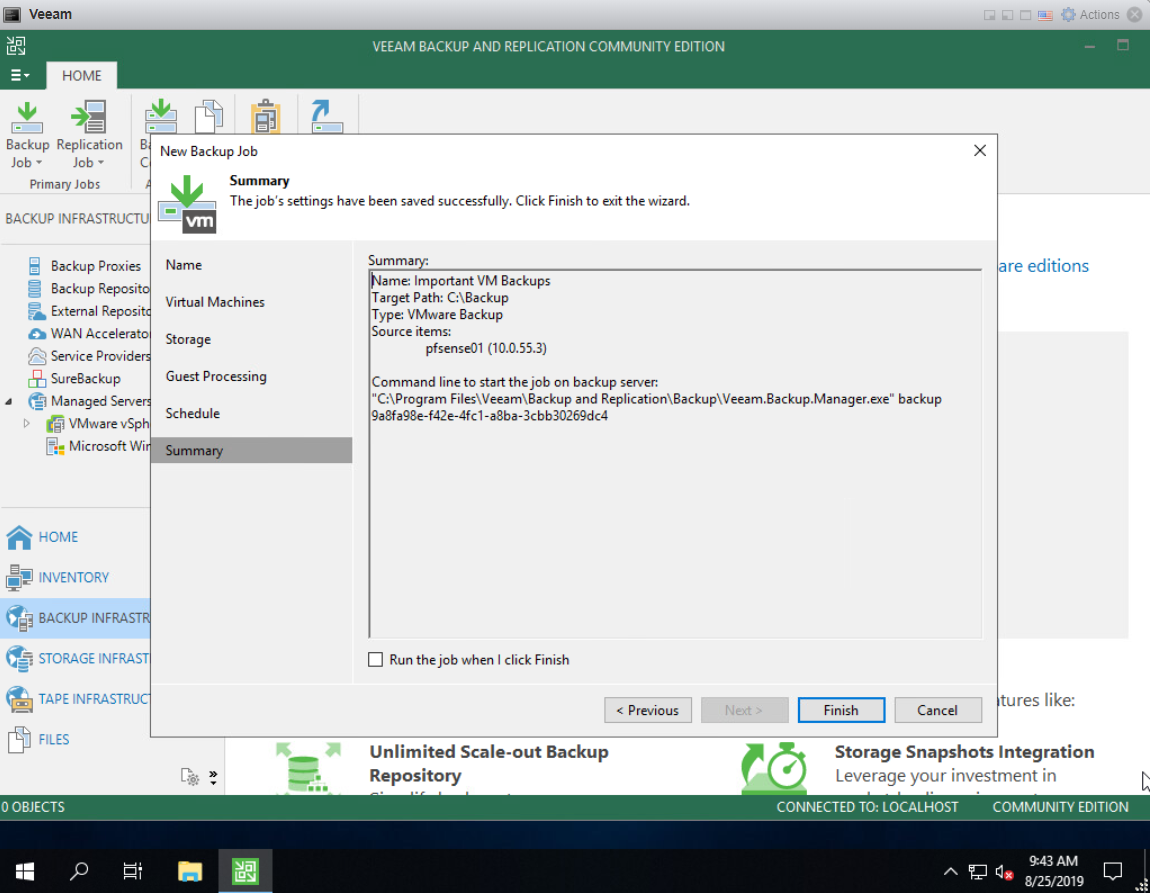 Veeam
Actions
VEEAM BACKUP AND REPLICATION COMMUNITY EDITION
HOME
Backup
Job
Replication
Job
Primary Jobs
BACKUP INFRASTRUCTU
Backup Proxies
Backup Reposito
External Reposito
WAN Accelerator
Service Providers
SureBackup
Managed Servers
VMware vSph
Microsoft Win
HOME
INVENTORY
BACKUP INFRASTR
STORAGE INFRAST
TAPE INFRASTRUCT
FILES
New Backup Job
Summary
The job's settings have been saved successfully. Click Finish to exit the wizard.
vm
Name
Virtual Machines
Storage
Guest Processing
Schedule
Summary
Summary:
Name: Important VM Backups
Target Path: C:\Backup
Type: VMware Backup
Source items:
pfsense01 (10.0.55.3)
Command line to start the job on backup server:
"C:\Program Files\Veeam\Backup and Replication\Backup\Veeam.Backup.Manager.exe" backup
9a8fa98e-f42e-4fc1-a8ba-3cbb30269dc4
Run the job when I click Finish
< Previous
Next >
Finish
Cancel
are editions
tures like:
Unlimited Scale-out Backup
Repository
Storage Snapshots Integration
Leverage your investment in
0 OBJECTS
CONNECTED TO: LOCALHOST
COMMUNITY EDITION
9:43 AM
8/25/2019